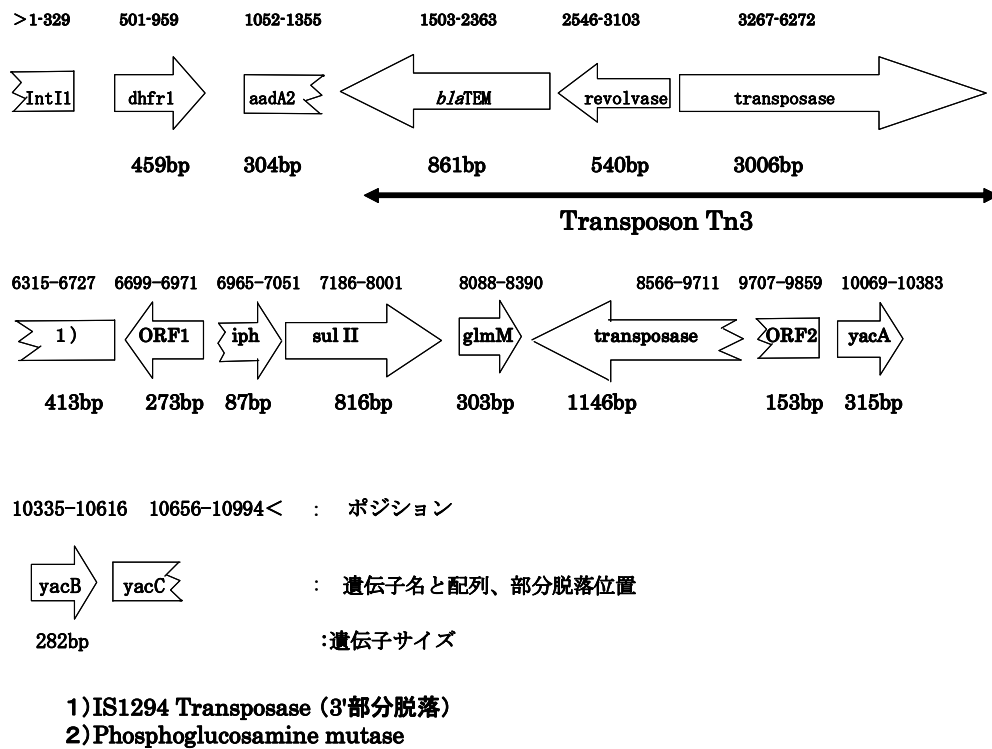 >1-329 501-959 1052-1355 1503-2363 2546-3103 3267-6272
IntI1 dhfr1 aadA2 blaTEM revolvase transposase
459bp 304bp 861bp 540bp 3006bp
Transposon Tn3
6315-6727 6699-6971 6965-7051 7186-8001 8088-8390 8566-9711 9707-9859 10069-10383
1) ORF1 iph sul II glmM transposase ORF2 yacA
413bp 273bp 87bp 816bp 303bp 1146bp 153bp 315bp
10335-10616 10656-10994< : ポジション
yacB yacC : 遺伝子名と配列、部分脱落位置
282bp :遺伝子サイズ
1)IS1294 Transposase (3'部分脱落)
2)Phosphoglucosamine mutase